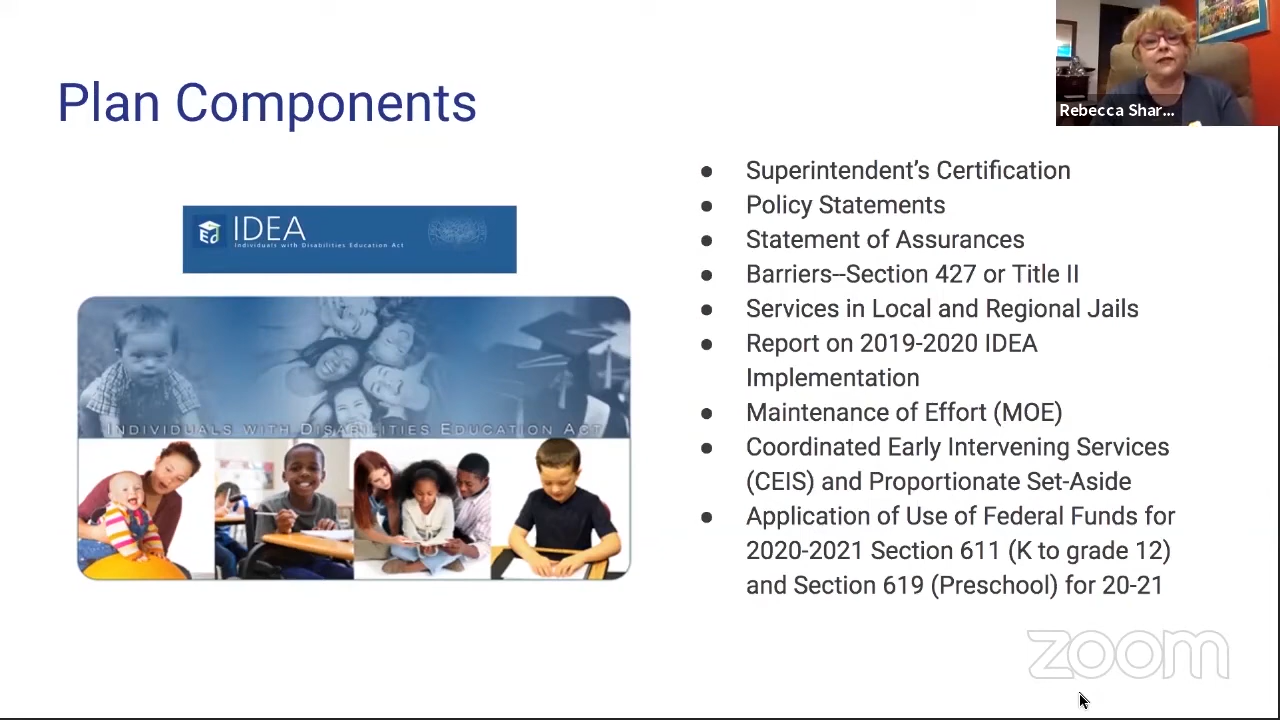 Plan Components
Rebecca Shar...
IDEA
Individuals with Disabilities Education Act
INDIVIDUALS WITH DISABILITIES EDUCATION ACT
● Superintendent’s Certification
● Policy Statements
● Statement of Assurances
● Barriers--Section 427 or Title II
● Services in Local and Regional Jails
● Report on 2019-2020 IDEA
Implementation
● Maintenance of Effort (MOE)
● Coordinated Early Intervening Services
(CEIS) and Proportionate Set-Aside
● Application of Use of Federal Funds for
2020-2021 Section 611 (K to grade 12)
and Section 619 (Preschool) for 20-21
zoom